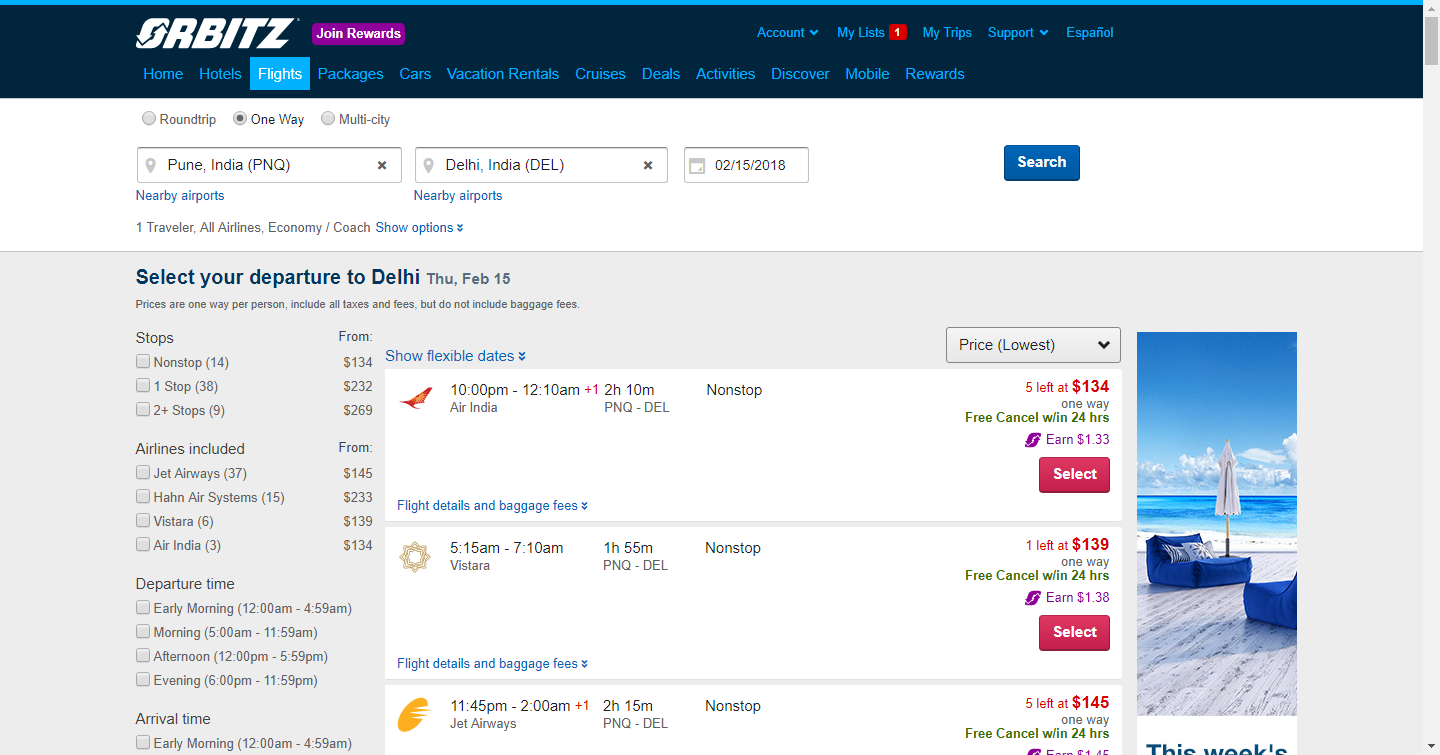 ORBITZ Join Rewards
Account My Lists 1 My Trips Support Español
Home Hotels Flights Packages Cars Vacation Rentals Cruises Deals Activities Discover Mobile Rewards
Roundtrip One Way Multi-city
Pune, India (PNQ) Delhi, India (DEL) 02/15/2018 Search
Nearby airports Nearby airports
1 Traveler, All Airlines, Economy / Coach Show options
Select your departure to Delhi Thu, Feb 15
Prices are one way per person, include all taxes and fees, but do not include baggage fees.
Stops From:
Nonstop (14) $134
1 Stop (38) $232
2+ Stops (9) $269
Airlines included From:
Jet Airways (37) $145
Hahn Air Systems (15) $233
Vistara (6) $139
Air India (3) $134
Departure time
Early Morning (12:00am - 4:59am)
Morning (5:00am - 11:59am)
Afternoon (12:00pm - 5:59pm)
Evening (6:00pm - 11:59pm)
Arrival time
Early Morning (12:00am - 4:59am)
Show flexible dates Price (Lowest)
10:00pm - 12:10am +1 2h 10m Nonstop 5 left at $134
Air India PNQ - DEL one way
Free Cancel w/in 24 hrs
Earn $1.33
Select
Flight details and baggage fees
5:15am - 7:10am 1h 55m Nonstop 1 left at $139
Vistara PNQ - DEL one way
Free Cancel w/in 24 hrs
Earn $1.38
Select
Flight details and baggage fees
11:45pm - 2:00am +1 2h 15m Nonstop 5 left at $145
Jet Airways PNQ - DEL one way
Free Cancel w/in 24 hrs
Earn $1.45
This week's